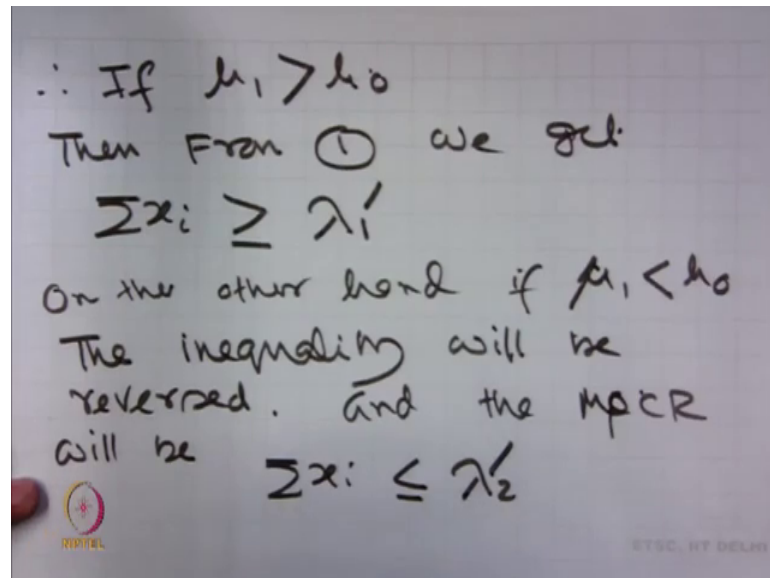 ∴ If μ₁ > μ₀
Then From ① we get
Σxᵢ ≥ λ₁′
On the other hand if μ₁ < μ₀
The inequality will be
reversed. and the MPCR
will be Σxᵢ ≤ λ₂′
NPTEL
ETSC, IIT DELHI